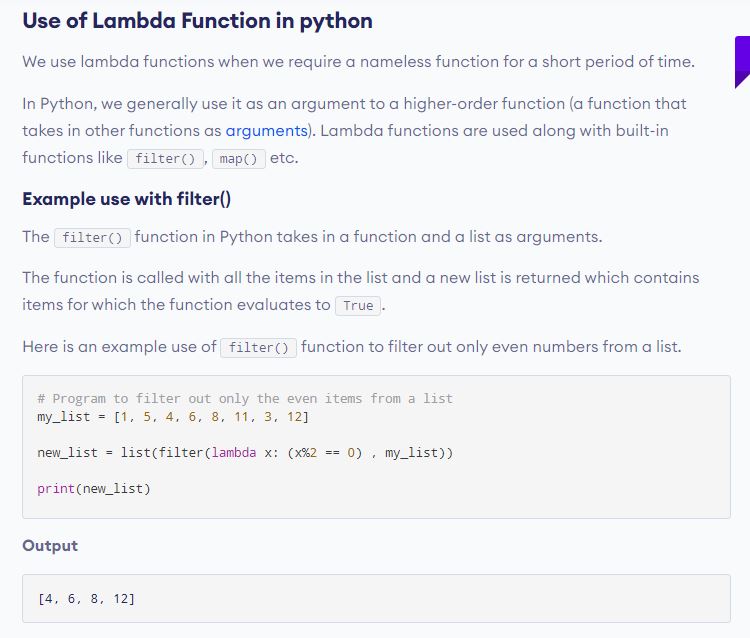 Use of Lambda Function in python
We use lambda functions when we require a nameless function for a short period of time.
In Python, we generally use it as an argument to a higher-order function (a function that
takes in other functions as arguments). Lambda functions are used along with built-in
functions like filter() , map() etc.
Example use with filter()
The filter() function in Python takes in a function and a list as arguments.
The function is called with all the items in the list and a new list is returned which contains
items for which the function evaluates to True .
Here is an example use of filter() function to filter out only even numbers from a list.
# Program to filter out only the even items from a list
my_list = [1, 5, 4, 6, 8, 11, 3, 12]
new_list = list(filter(lambda x: (x%2 == 0) , my_list))
print(new_list)
Output
[4, 6, 8, 12]